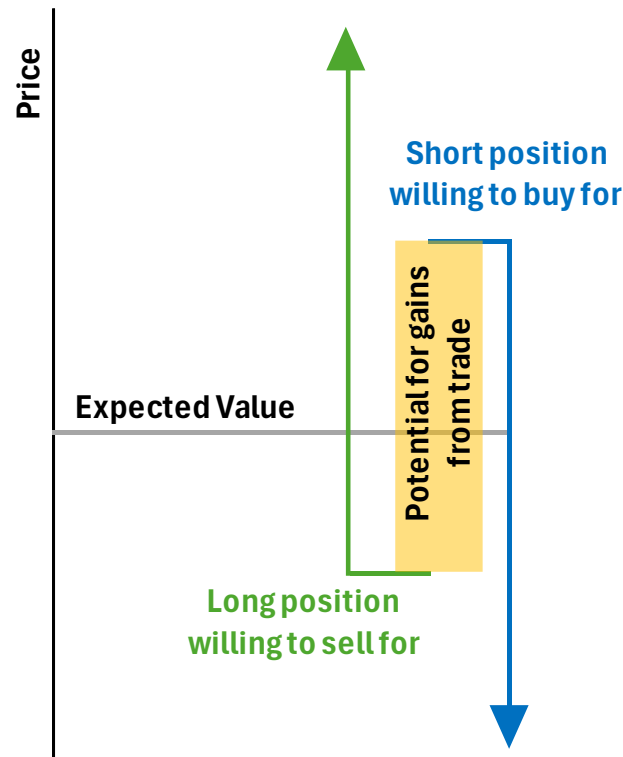 Price
Short position
willing to buy for
Potential for gains
from trade
Expected Value
Long position
willing to sell for